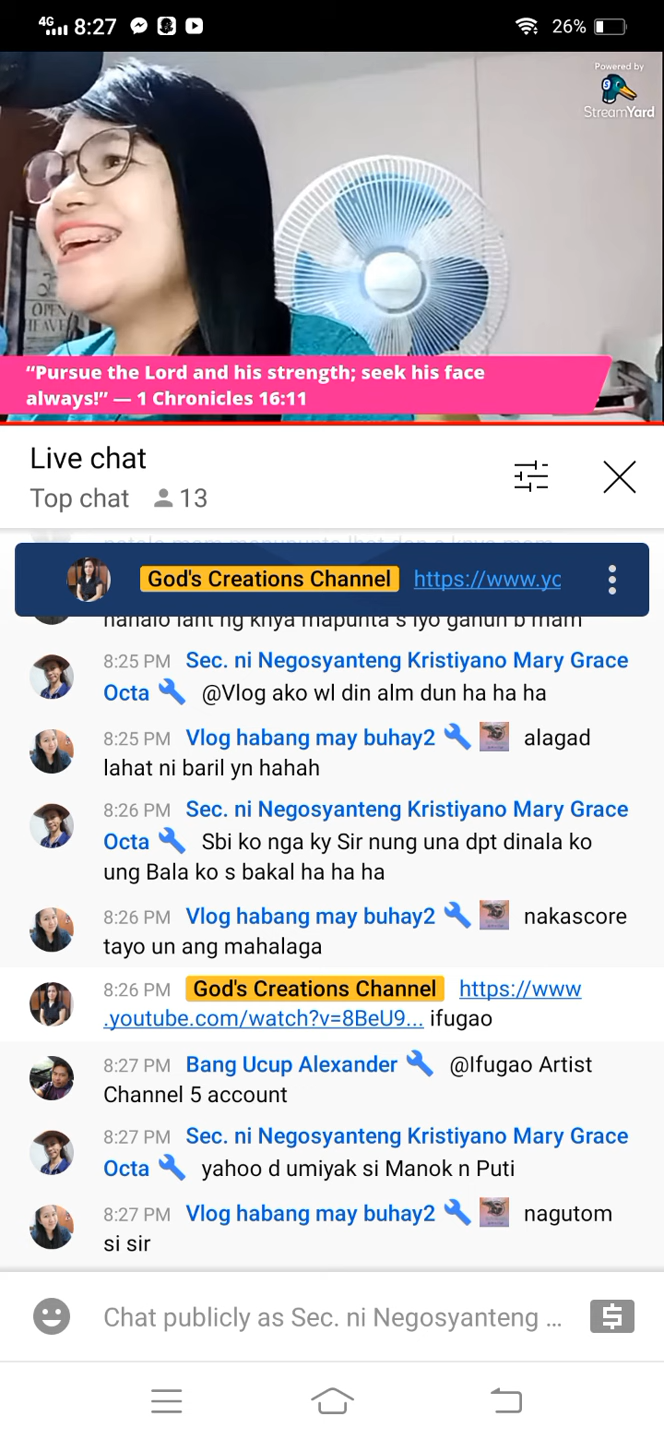 4G 8:27 26%
Powered by
StreamYard
OPEN
HEAVEN
“Pursue the Lord and his strength; seek his face
always!” — 1 Chronicles 16:11
Live chat
Top chat 13
God's Creations Channel https://www.yc
nanalo lant ng knya mapunta s iyo ganun b mam
8:25 PM Sec. ni Negosyanteng Kristiyano Mary Grace
Octa @Vlog ako wl din alm dun ha ha ha
8:25 PM Vlog habang may buhay2 alagad
lahat ni baril yn hahah
8:26 PM Sec. ni Negosyanteng Kristiyano Mary Grace
Octa Sbi ko nga ky Sir nung una dpt dinala ko
ung Bala ko s bakal ha ha ha
8:26 PM Vlog habang may buhay2 nakascore
tayo un ang mahalaga
8:26 PM God's Creations Channel https://www
.youtube.com/watch?v=8BeU9... ifugao
8:27 PM Bang Ucup Alexander @Ifugao Artist
Channel 5 account
8:27 PM Sec. ni Negosyanteng Kristiyano Mary Grace
Octa yahoo d umiyak si Manok n Puti
8:27 PM Vlog habang may buhay2 nagutom
si sir
Chat publicly as Sec. ni Negosyanteng ...